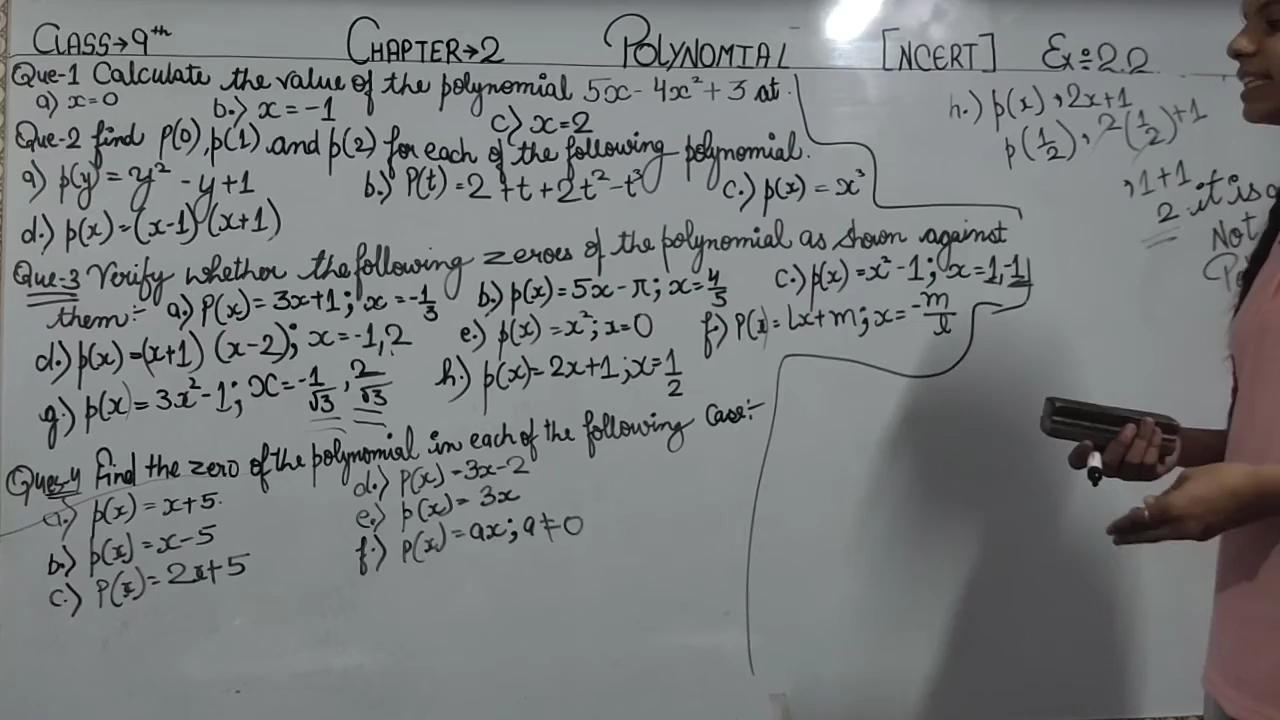 CLASS→9th CHAPTER→2 POLYNOMIAL [NCERT] Ex÷2.2
Que-1 Calculate the value of the polynomial 5x-4x²+3 at.
a) x=0 b.) x=-1 c) x=2
Que-2 find P(0), p(1) and p(2) for each of the following polynomial.
a) p(y) = y²-y+1 b.) P(t) = 2+t+2t²-t³ c.) p(x) = x³
d.) p(x)=(x-1)(x+1)
Que-3 Verify whether the following zeroes of the polynomial as shown against
them:- a.) P(x)=3x+1; x=-1/3 b.) p(x)=5x-π; x=4/5 c.) p(x)=x²-1; x=1,-1
d.) p(x)=(x+1)(x-2); x=-1,2 e.) p(x)=x²; x=0 f.) P(x)=lx+m; x=-m/l
g.) p(x)=3x²-1; x=-1/√3, 2/√3 h.) p(x)=2x+1; x=1/2
Ques-4 Find the zero of the polynomial in each of the following Case:-
a.) p(x)=x+5. d.) P(x)=3x-2
b.) p(x)=x-5 e.) p(x)=3x
c.) P(x)=2x+5 f.) P(x)=ax; a≠0
h.) p(x), 2x+1
p(1/2), 2(1/2)+1
, 1+1
2 it is
Not